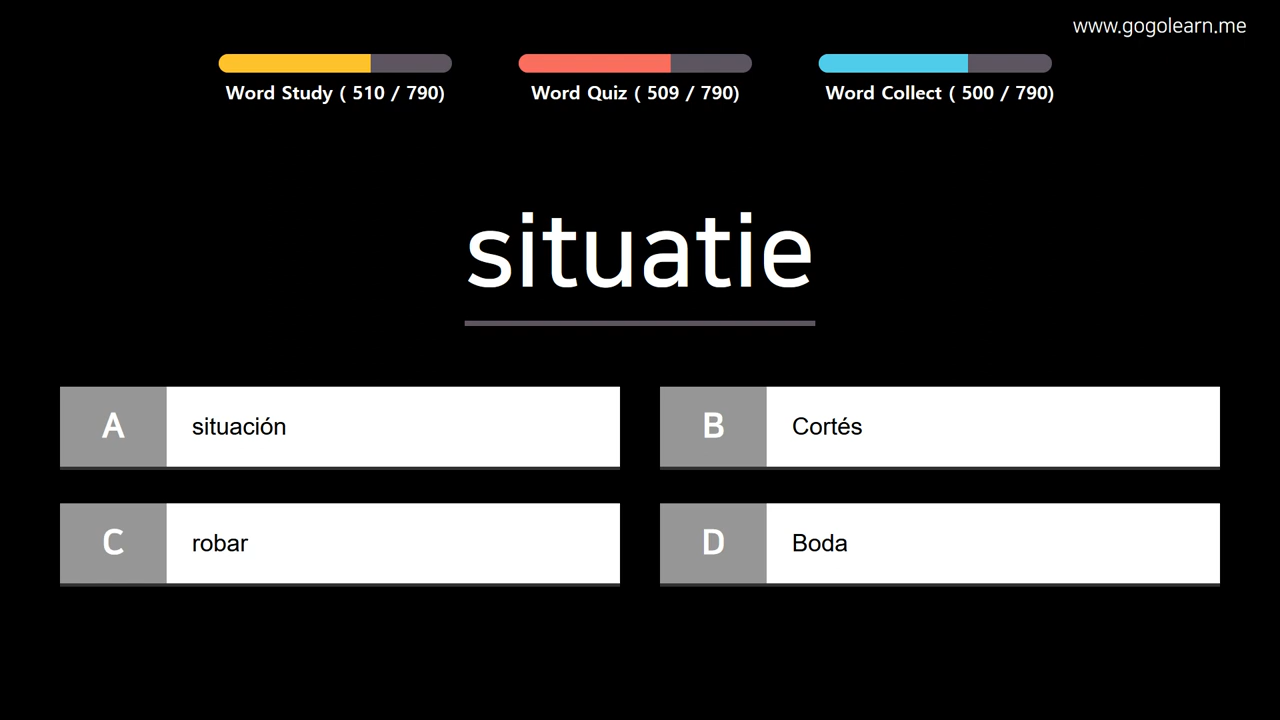 www.gogolearn.me
Word Study ( 510 / 790)
Word Quiz ( 509 / 790)
Word Collect ( 500 / 790)
situatie
A situación
B Cortés
C robar
D Boda